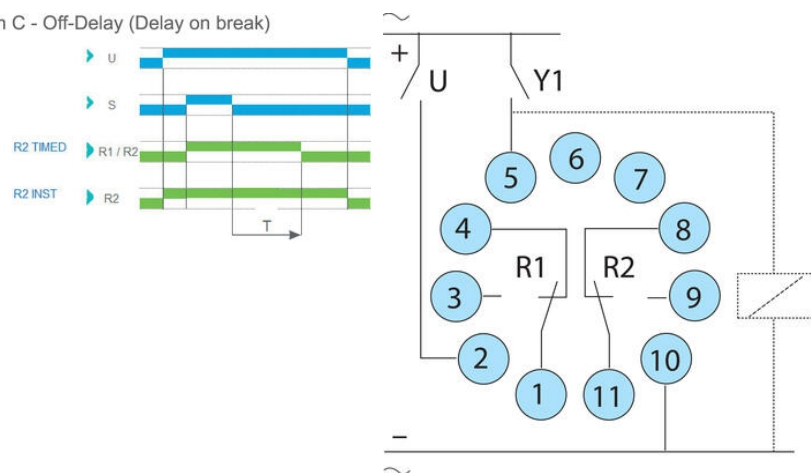 C - Off-Delay (Delay on break)
U
S
R2 TIMED R1 / R2
R2 INST R2
T
~
+
U Y1
6
5 7
4 8
R1 R2
3 9
2 10
1 11
−
~